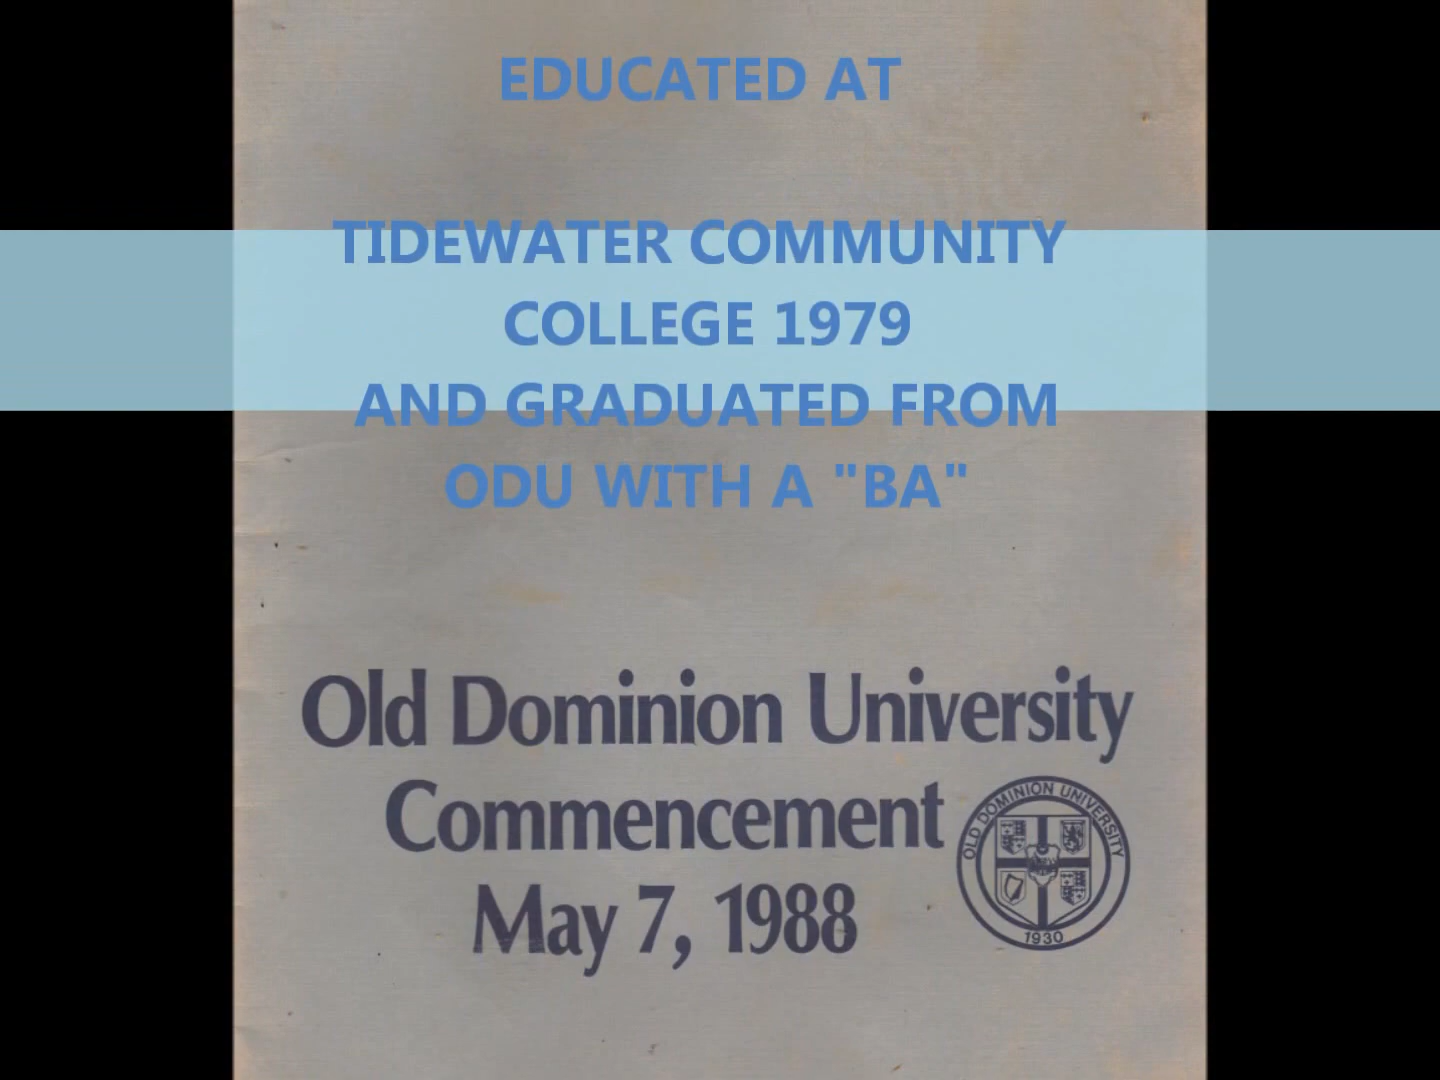 EDUCATED AT
TIDEWATER COMMUNITY
COLLEGE 1979
AND GRADUATED FROM
ODU WITH A "BA"
Old Dominion University
Commencement
May 7, 1988
OLD DOMINION UNIVERSITY
1930